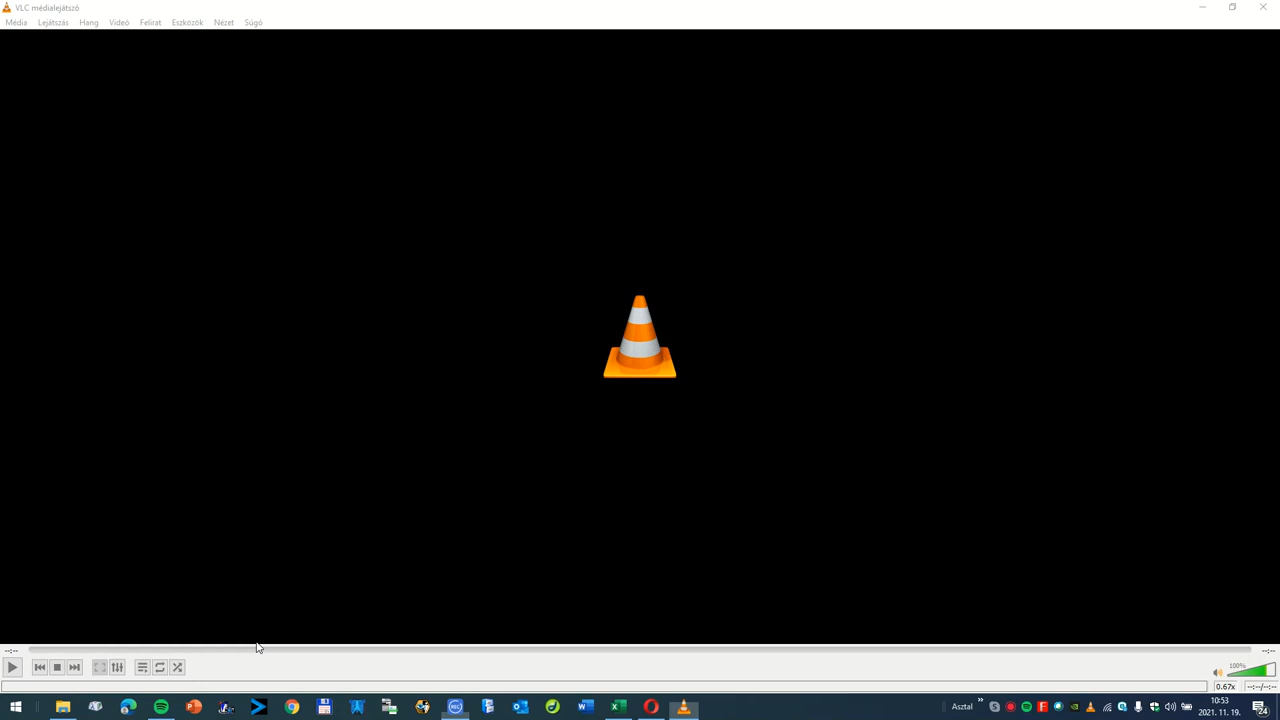 VLC médialejátszó
Média Lejátszás Hang Videó Felirat Eszközök Nézet Súgó
--:-- --:--
100%
0.67x --:--/--:--
Asztal
10:53
2021. 11. 19.